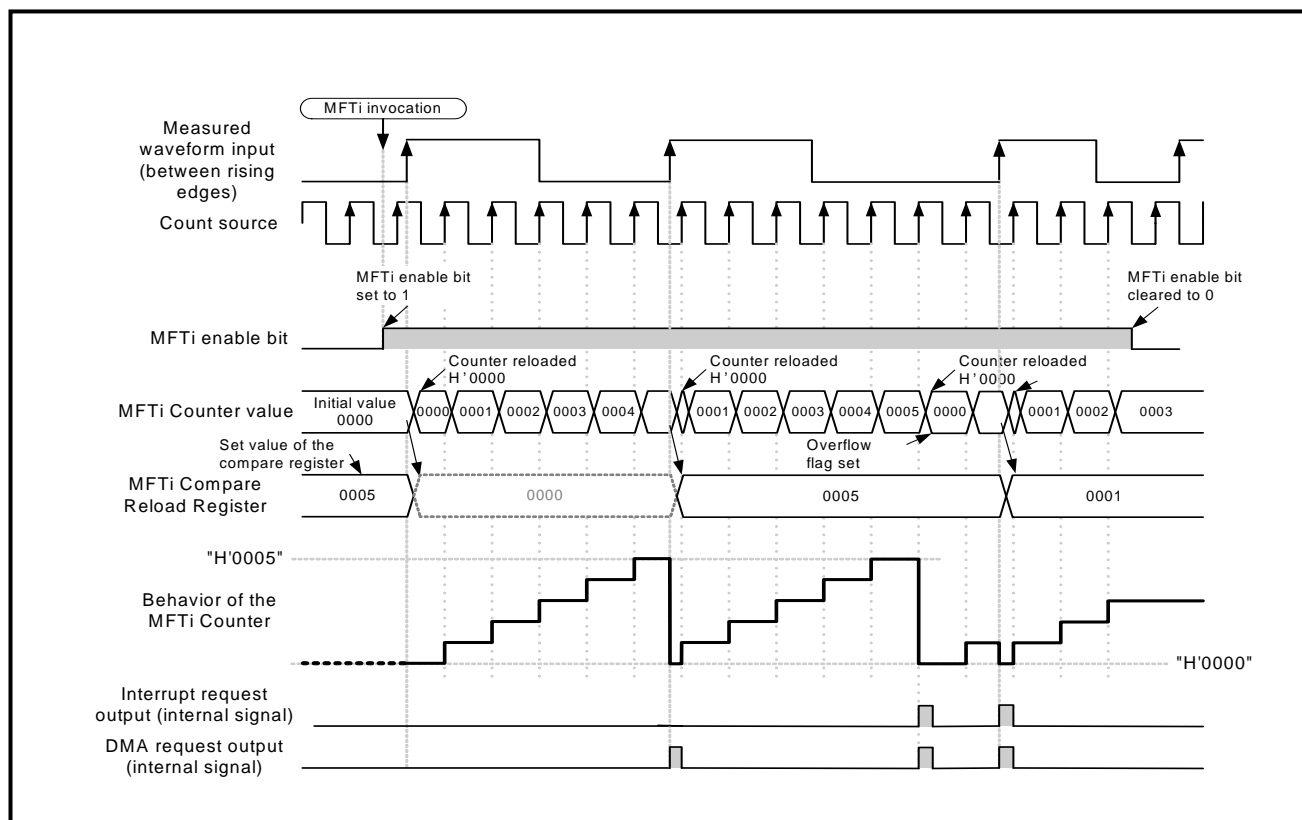 MFTi invocation
Measured
waveform input
(between rising
edges)
Count source
MFTi enable bit
set to 1
MFTi enable bit
cleared to 0
MFTi enable bit
Counter reloaded
H'0000
Counter reloaded
H'0000
Counter reloaded
H'0000
MFTi Counter value
Initial value
0000
0000 0001 0002 0003 0004 0001 0002 0003 0004 0005 0000 0001 0002 0003
Set value of the
compare register
Overflow
flag set
MFTi Compare
Reload Register
0005 0000 0005 0001
"H'0005"
Behavior of the
MFTi Counter
"H'0000"
Interrupt request
output (internal signal)
DMA request output
(internal signal)